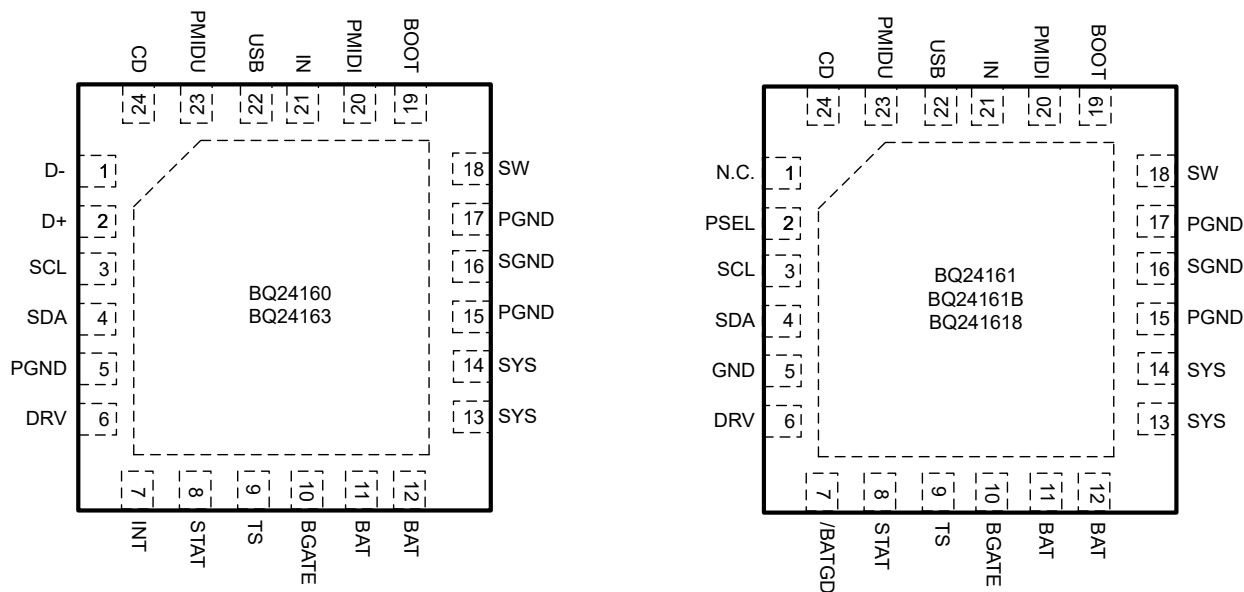 CD PMIDU USB IN PMIDI BOOT
24 23 22 21 20 19
D- 1 18 SW
D+ 2 17 PGND
SCL 3 16 SGND
SDA 4 15 PGND
PGND 5 14 SYS
DRV 6 13 SYS
BQ24160
BQ24163
7 8 9 10 11 12
INT STAT TS BGATE BAT BAT
CD PMIDU USB IN PMIDI BOOT
24 23 22 21 20 19
N.C. 1 18 SW
PSEL 2 17 PGND
SCL 3 16 SGND
SDA 4 15 PGND
GND 5 14 SYS
DRV 6 13 SYS
BQ24161
BQ24161B
BQ241618
7 8 9 10 11 12
/BATGD STAT TS BGATE BAT BAT